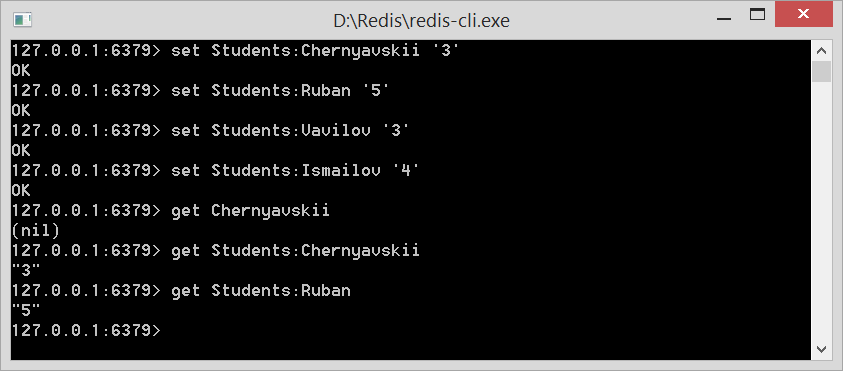 D:\Redis\redis-cli.exe
127.0.0.1:6379> set Students:Chernyavskii '3'
OK
127.0.0.1:6379> set Students:Ruban '5'
OK
127.0.0.1:6379> set Students:Vavilov '3'
OK
127.0.0.1:6379> set Students:Ismailov '4'
OK
127.0.0.1:6379> get Chernyavskii
(nil)
127.0.0.1:6379> get Students:Chernyavskii
"3"
127.0.0.1:6379> get Students:Ruban
"5"
127.0.0.1:6379>